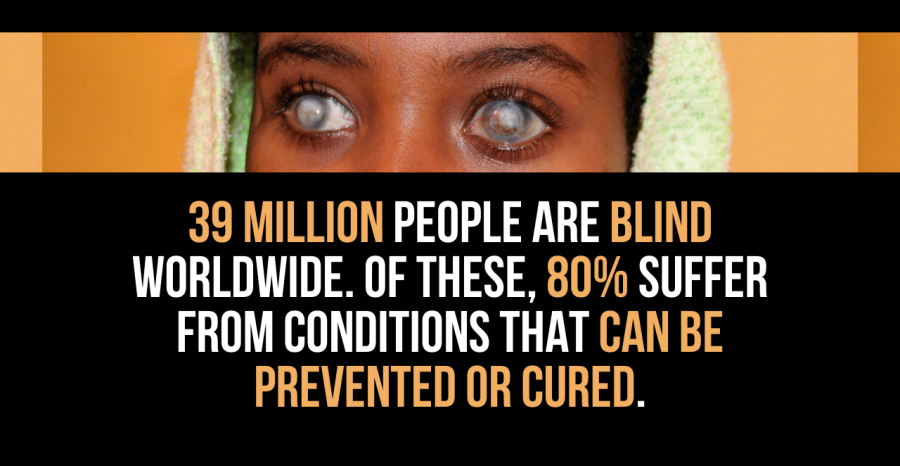 39 MILLION PEOPLE ARE BLIND
WORLDWIDE. OF THESE, 80% SUFFER
FROM CONDITIONS THAT CAN BE
PREVENTED OR CURED.